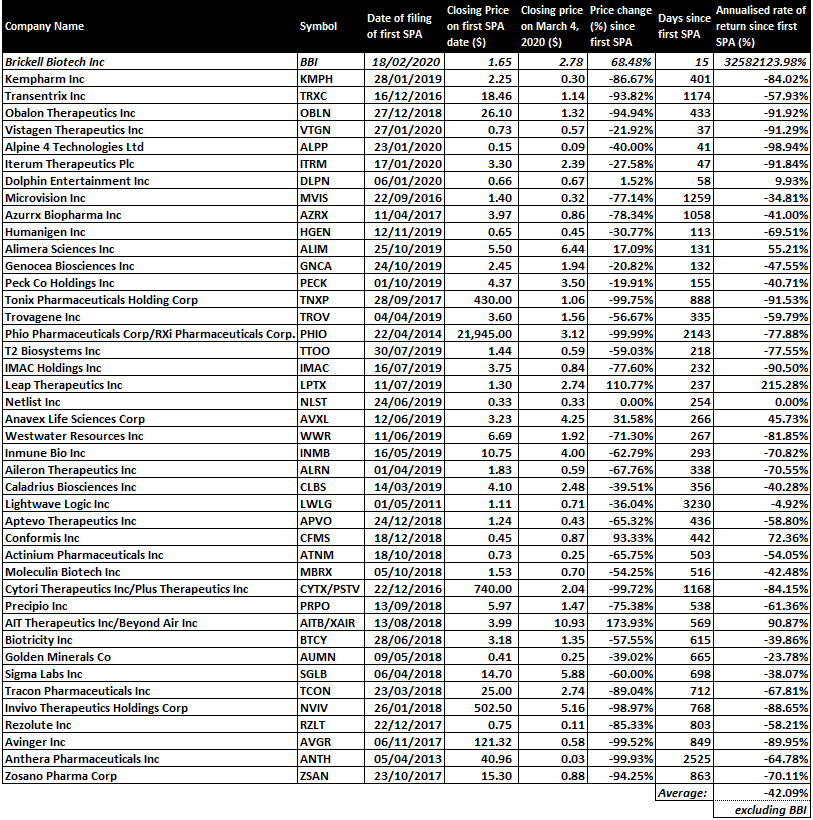 Company Name Symbol Date of filing of first SPA Closing Price on first SPA date ($) Closing price on March 4, 2020 ($) Price change (%) since first SPA Days since first SPA Annualised rate of return since first SPA (%)
Brickell Biotech Inc BBI 18/02/2020 1.65 2.78 68.48% 15 32582123.98%
Kempharm Inc KMPH 28/01/2019 2.25 0.30 -86.67% 401 -84.02%
Transentrix Inc TRXC 16/12/2016 18.46 1.14 -93.82% 1174 -57.93%
Obalon Therapeutics Inc OBLN 27/12/2018 26.10 1.32 -94.94% 433 -91.92%
Vistagen Therapeutics Inc VTGN 27/01/2020 0.73 0.57 -21.92% 37 -91.29%
Alpine 4 Technologies Ltd ALPP 23/01/2020 0.15 0.09 -40.00% 41 -98.94%
Iterum Therapeutics Plc ITRM 17/01/2020 3.30 2.39 -27.58% 47 -91.84%
Dolphin Entertainment Inc DLPN 06/01/2020 0.66 0.67 1.52% 58 9.93%
Microvision Inc MVIS 22/09/2016 1.40 0.32 -77.14% 1259 -34.81%
Azurrx Biopharma Inc AZRX 11/04/2017 3.97 0.86 -78.34% 1058 -41.00%
Humanigen Inc HGEN 12/11/2019 0.65 0.45 -30.77% 113 -69.51%
Alimera Sciences Inc ALIM 25/10/2019 5.50 6.44 17.09% 131 55.21%
Genocea Biosciences Inc GNCA 24/10/2019 2.45 1.94 -20.82% 132 -47.55%
Peck Co Holdings Inc PECK 01/10/2019 4.37 3.50 -19.91% 155 -40.71%
Tonix Pharmaceuticals Holding Corp TNXP 28/09/2017 430.00 1.06 -99.75% 888 -91.53%
Trovagene Inc TROV 04/04/2019 3.60 1.56 -56.67% 335 -59.79%
Phio Pharmaceuticals Corp/RXi Pharmaceuticals Corp. PHIO 22/04/2014 21,945.00 3.12 -99.99% 2143 -77.88%
T2 Biosystems Inc TTOO 30/07/2019 1.44 0.59 -59.03% 218 -77.55%
IMAC Holdings Inc IMAC 16/07/2019 3.75 0.84 -77.60% 232 -90.50%
Leap Therapeutics Inc LPTX 11/07/2019 1.30 2.74 110.77% 237 215.28%
Netlist Inc NLST 24/06/2019 0.33 0.33 0.00% 254 0.00%
Anavex Life Sciences Corp AVXL 12/06/2019 3.23 4.25 31.58% 266 45.73%
Westwater Resources Inc WWR 11/06/2019 6.69 1.92 -71.30% 267 -81.85%
Inmune Bio Inc INMB 16/05/2019 10.75 4.00 -62.79% 293 -70.82%
Aileron Therapeutics Inc ALRN 01/04/2019 1.83 0.59 -67.76% 338 -70.55%
Caladrius Biosciences Inc CLBS 14/03/2019 4.10 2.48 -39.51% 356 -40.28%
Lightwave Logic Inc LWLG 01/05/2011 1.11 0.71 -36.04% 3230 -4.92%
Aptevo Therapeutics Inc APVO 24/12/2018 1.24 0.43 -65.32% 436 -58.80%
Conformis Inc CFMS 18/12/2018 0.45 0.87 93.33% 442 72.36%
Actinium Pharmaceuticals Inc ATNM 18/10/2018 0.73 0.25 -65.75% 503 -54.05%
Moleculin Biotech Inc MBRX 05/10/2018 1.53 0.70 -54.25% 516 -42.48%
Cytori Therapeutics Inc/Plus Therapeutics Inc CYTX/PSTV 22/12/2016 740.00 2.04 -99.72% 1168 -84.15%
Precipio Inc PRPO 13/09/2018 5.97 1.47 -75.38% 538 -61.36%
AIT Therapeutics Inc/Beyond Air Inc AITB/XAIR 13/08/2018 3.99 10.93 173.93% 569 90.87%
Biotricity Inc BTCY 28/06/2018 3.18 1.35 -57.55% 615 -39.86%
Golden Minerals Co AUMN 09/05/2018 0.41 0.25 -39.02% 665 -23.78%
Sigma Labs Inc SGLB 06/04/2018 14.70 5.88 -60.00% 698 -38.07%
Tracon Pharmaceuticals Inc TCON 23/03/2018 25.00 2.74 -89.04% 712 -67.81%
Invivo Therapeutics Holdings Corp NVIV 26/01/2018 502.50 5.16 -98.97% 768 -88.65%
Rezolute Inc RZLT 22/12/2017 0.75 0.11 -85.33% 803 -58.21%
Avinger Inc AVGR 06/11/2017 121.32 0.58 -99.52% 849 -89.95%
Anthera Pharmaceuticals Inc ANTH 05/04/2013 40.96 0.03 -99.93% 2525 -64.78%
Zosano Pharma Corp ZSAN 23/10/2017 15.30 0.88 -94.25% 863 -70.11%
Average: -42.09%
excluding BBI